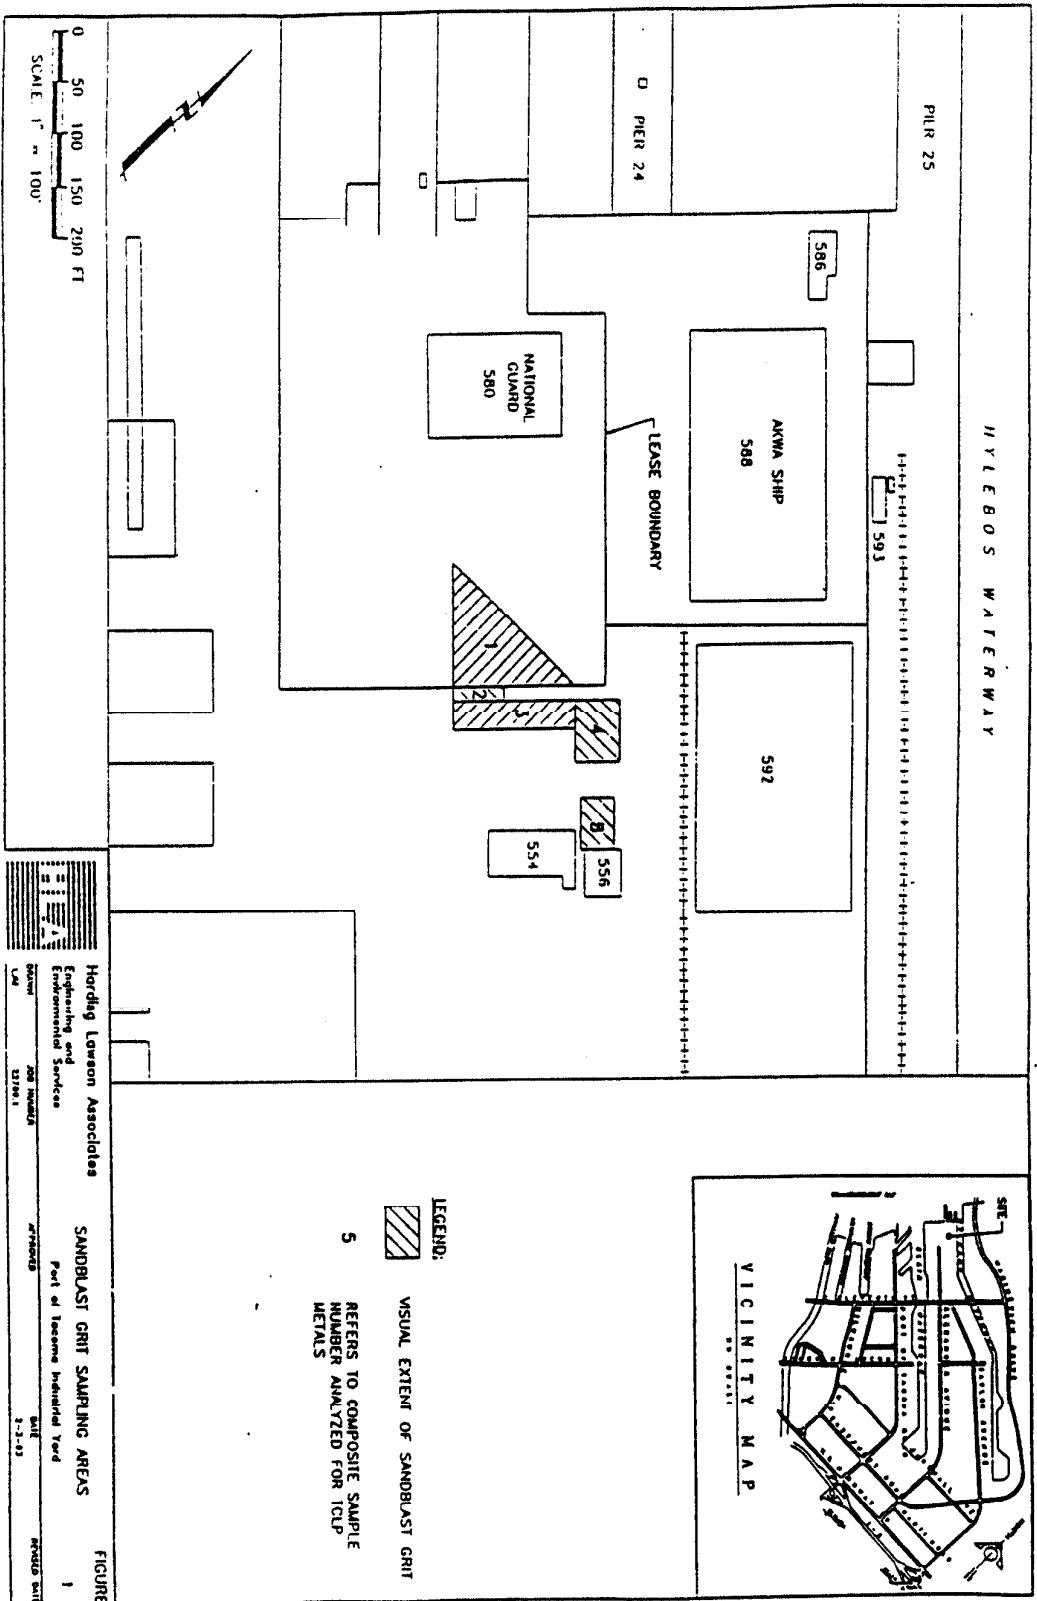 HYLEBOS WATERWAY
PIER 25
PIER 24
586
AKWA SHIP
588
593
592
NATIONAL
GUARD
580
LEASE BOUNDARY
1
2
3
4
556
554
0 50 100 150 200 FT
SCALE: 1" = 100'
N
SITE
VICINITY MAP
LEGEND:
VISUAL EXTENT OF SANDBLAST GRIT
5
REFERS TO COMPOSITE SAMPLE
NUMBER ANALYZED FOR TCLP
METALS
Harding Lawson Associates
Engineering and
Environmental Services
SANDBLAST GRIT SAMPLING AREAS
Port of Tacoma Industrial Yard
FIGURE
1
DRAWN
JOB NUMBER
APPROVED
DATE
REVISED DATE